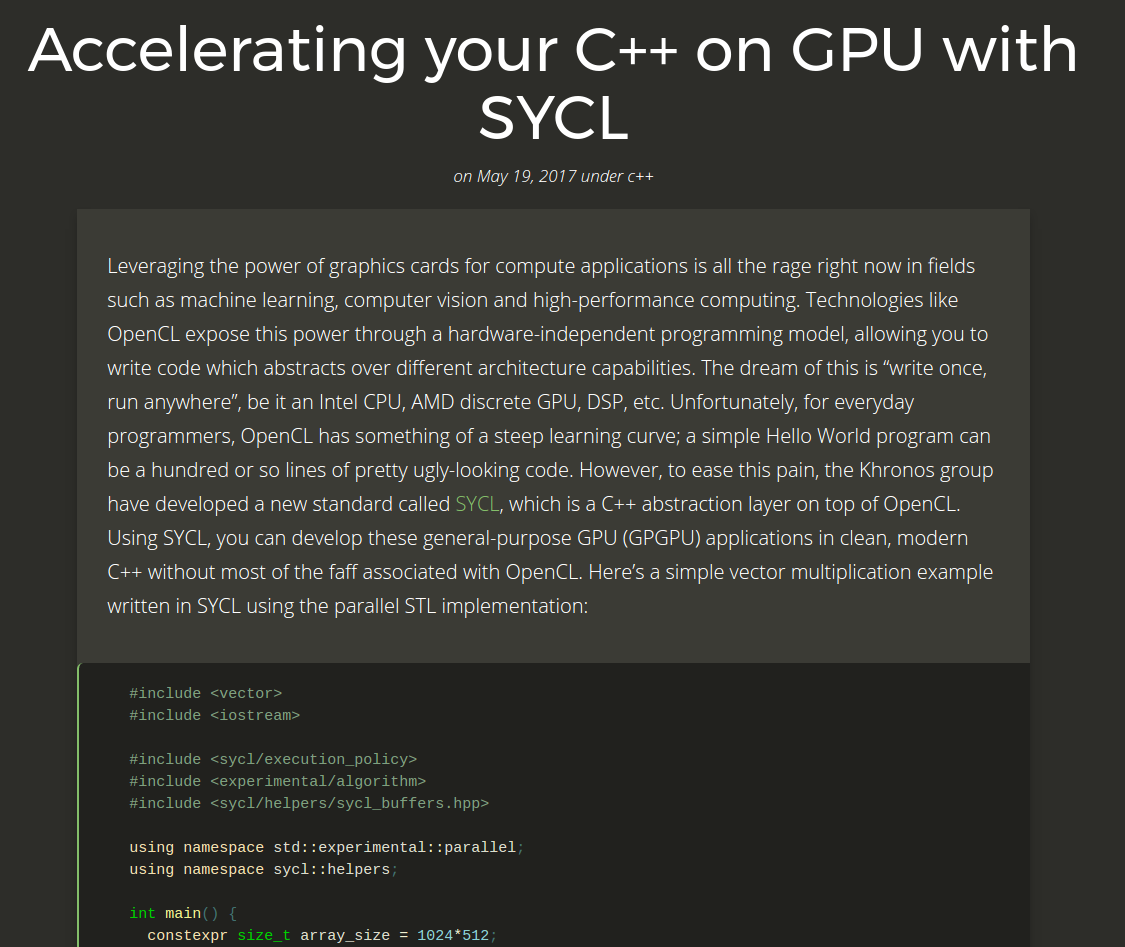 Accelerating your C++ on GPU with
SYCL
on May 19, 2017 under c++
Leveraging the power of graphics cards for compute applications is all the rage right now in fields
such as machine learning, computer vision and high-performance computing. Technologies like
OpenCL expose this power through a hardware-independent programming model, allowing you to
write code which abstracts over different architecture capabilities. The dream of this is “write once,
run anywhere”, be it an Intel CPU, AMD discrete GPU, DSP, etc. Unfortunately, for everyday
programmers, OpenCL has something of a steep learning curve; a simple Hello World program can
be a hundred or so lines of pretty ugly-looking code. However, to ease this pain, the Khronos group
have developed a new standard called SYCL, which is a C++ abstraction layer on top of OpenCL.
Using SYCL, you can develop these general-purpose GPU (GPGPU) applications in clean, modern
C++ without most of the faff associated with OpenCL. Here’s a simple vector multiplication example
written in SYCL using the parallel STL implementation:
#include <vector>
#include <iostream>
#include <sycl/execution_policy>
#include <experimental/algorithm>
#include <sycl/helpers/sycl_buffers.hpp>
using namespace std::experimental::parallel;
using namespace sycl::helpers;
int main() {
constexpr size_t array_size = 1024*512;